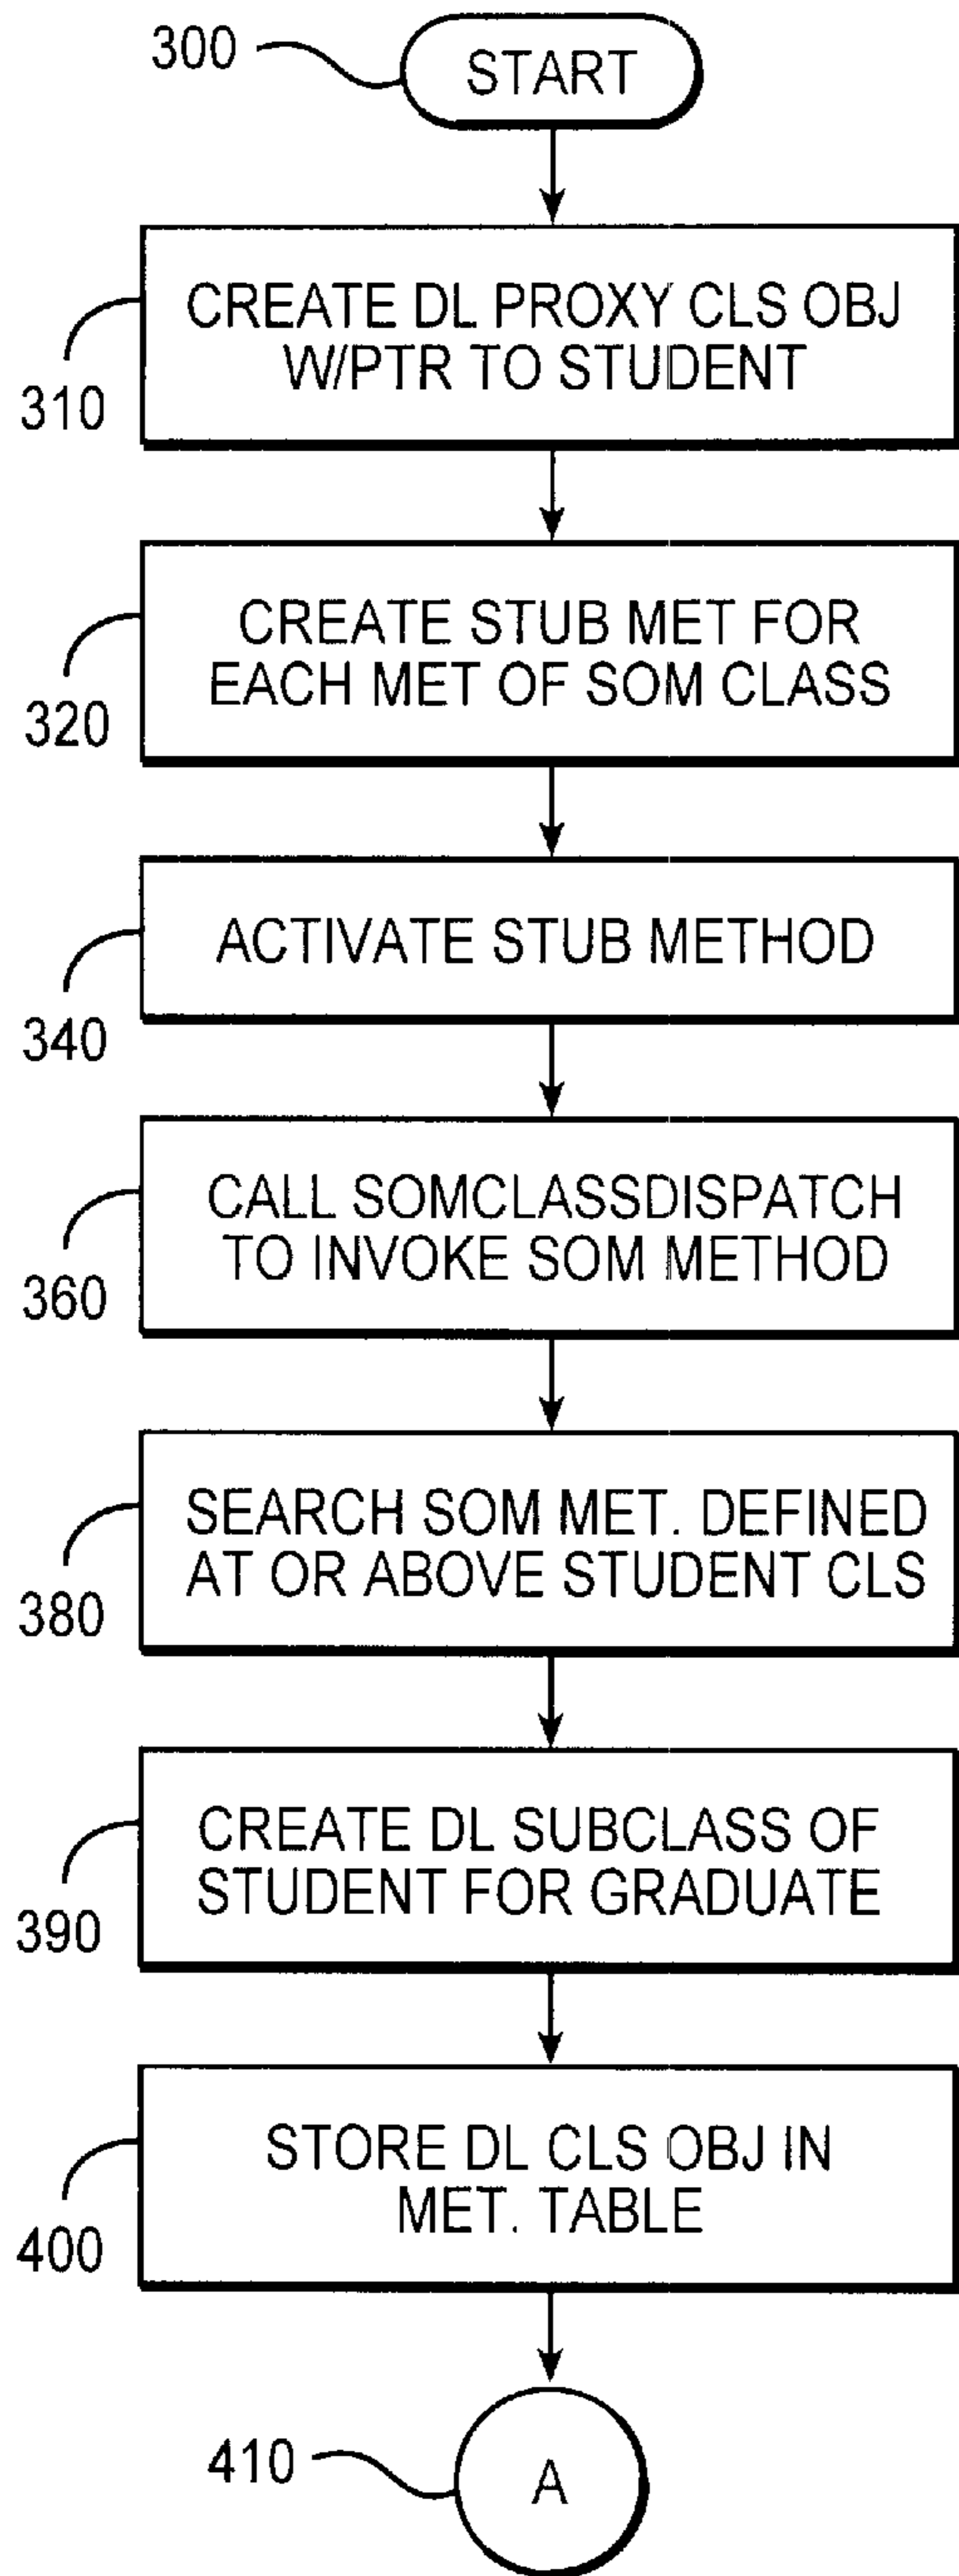 300
START
CREATE DL PROXY CLS OBJ
W/PTR TO STUDENT
310
CREATE STUB MET FOR
EACH MET OF SOM CLASS
320
ACTIVATE STUB METHOD
340
CALL SOMCLASSDISPATCH
TO INVOKE SOM METHOD
360
SEARCH SOM MET. DEFINED
AT OR ABOVE STUDENT CLS
380
CREATE DL SUBCLASS OF
STUDENT FOR GRADUATE
390
STORE DL CLS OBJ IN
MET. TABLE
400
410
A